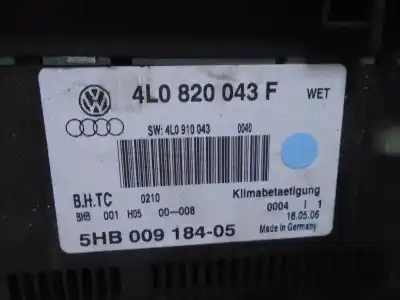 4L0 820 043 F WET
SW: 4L0 910 043 0040
B.H.TC 0210 Klimabetaetigung
BHB 001 H05 00-008 0004 I 1
18.05.06
5HB 009 184-05 Made in Germany